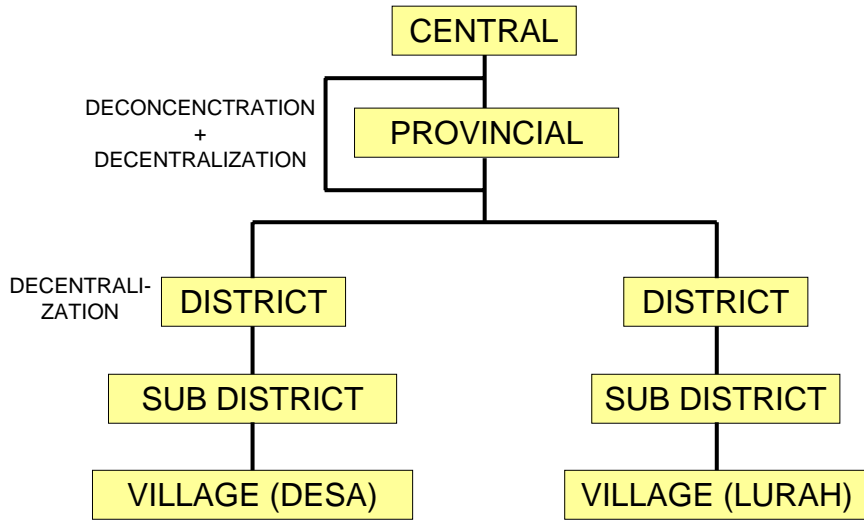 CENTRAL
DECONCENCTRATION
+
DECENTRALIZATION
PROVINCIAL
DECENTRALI-
ZATION
DISTRICT
DISTRICT
SUB DISTRICT
SUB DISTRICT
VILLAGE (DESA)
VILLAGE (LURAH)